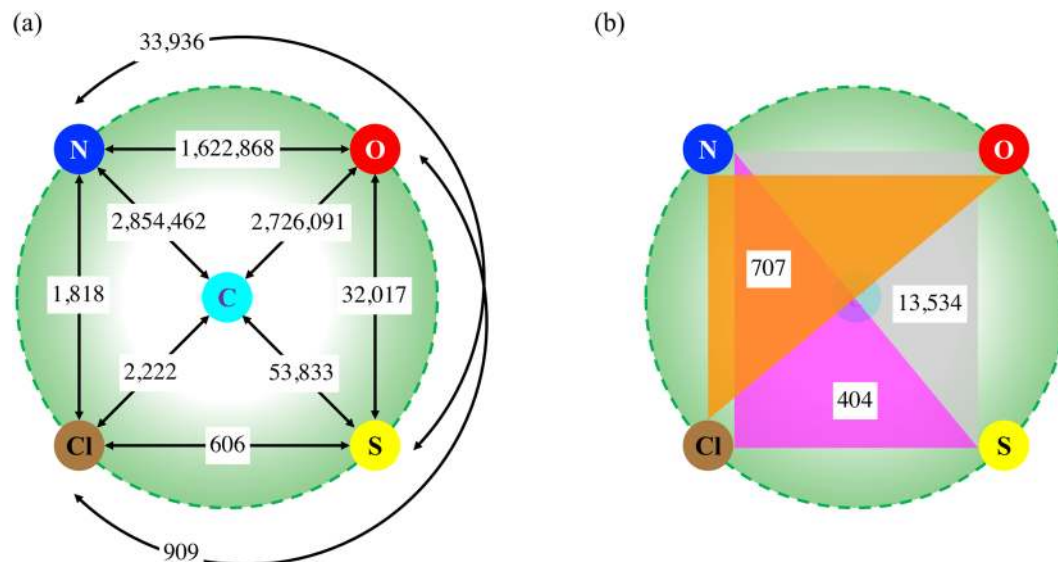 (a)
33,936
N
1,622,868
O
2,854,462
2,726,091
1,818
C
32,017
2,222
53,833
Cl
606
S
909
(b)
N
O
707
13,534
404
Cl
S